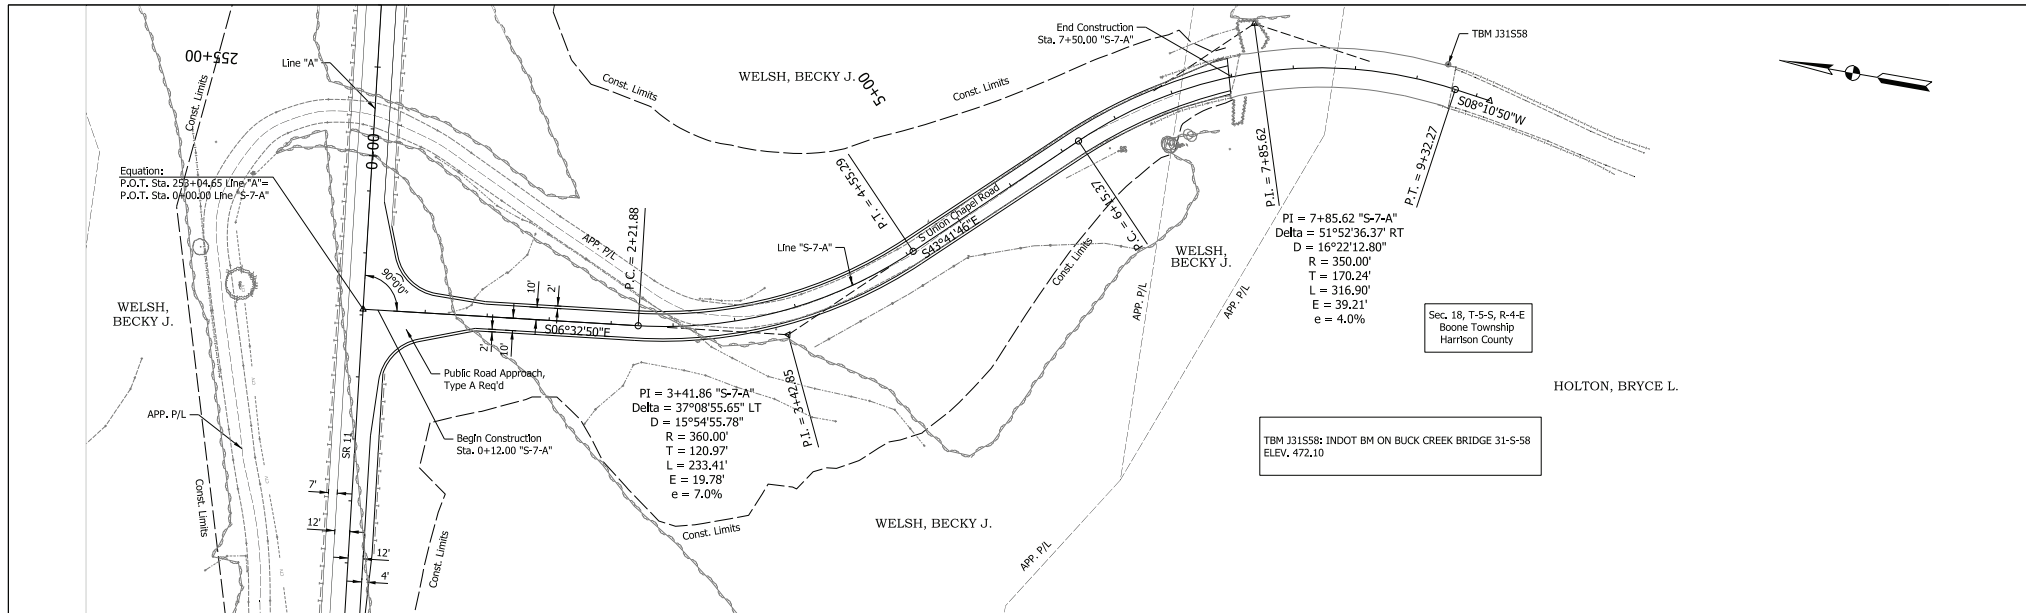 255+00
Line "A"
Const. Limits
Const. Limits
WELSH, BECKY J.
5+00
Const. Limits
End Construction
Sta. 7+50.00 "S-7-A"
TBM J31S58
S08°10'50"W
0+00
Equation:
P.O.T. Sta. 253+04.65 Line "A"=
P.O.T. Sta. 0+00.00 Line "S-7-A"
90°0'0"
APP. P/L
P.C. = 2+21.88
Line "S-7-A"
P.T. = 4+55.29
S Union Chapel Road
S43°41'46"E
P.C. = 6+15.37
P.I. = 7+85.62
P.T. = 9+32.27
PI = 7+85.62 "S-7-A"
Delta = 51°52'36.37" RT
D = 16°22'12.80"
R = 350.00'
T = 170.24'
L = 316.90'
E = 39.21'
e = 4.0%
WELSH,
BECKY J.
Const. Limits
APP. P/L
APP. P/L
Sec. 18, T-5-S, R-4-E
Boone Township
Harrison County
WELSH,
BECKY J.
10'
2'
S06°32'50"E
2'
10'
Public Road Approach,
Type A Req'd
P.I. = 3+42.85
PI = 3+41.86 "S-7-A"
Delta = 37°08'55.65" LT
D = 15°54'55.78"
R = 360.00'
T = 120.97'
L = 233.41'
E = 19.78'
e = 7.0%
HOLTON, BRYCE L.
APP. P/L
SR 11
Begin Construction
Sta. 0+12.00 "S-7-A"
TBM J31S58: INDOT BM ON BUCK CREEK BRIDGE 31-S-58
ELEV. 472.10
7'
12'
12'
4'
Const. Limits
Const. Limits
Const. Limits
WELSH, BECKY J.
APP. P/L